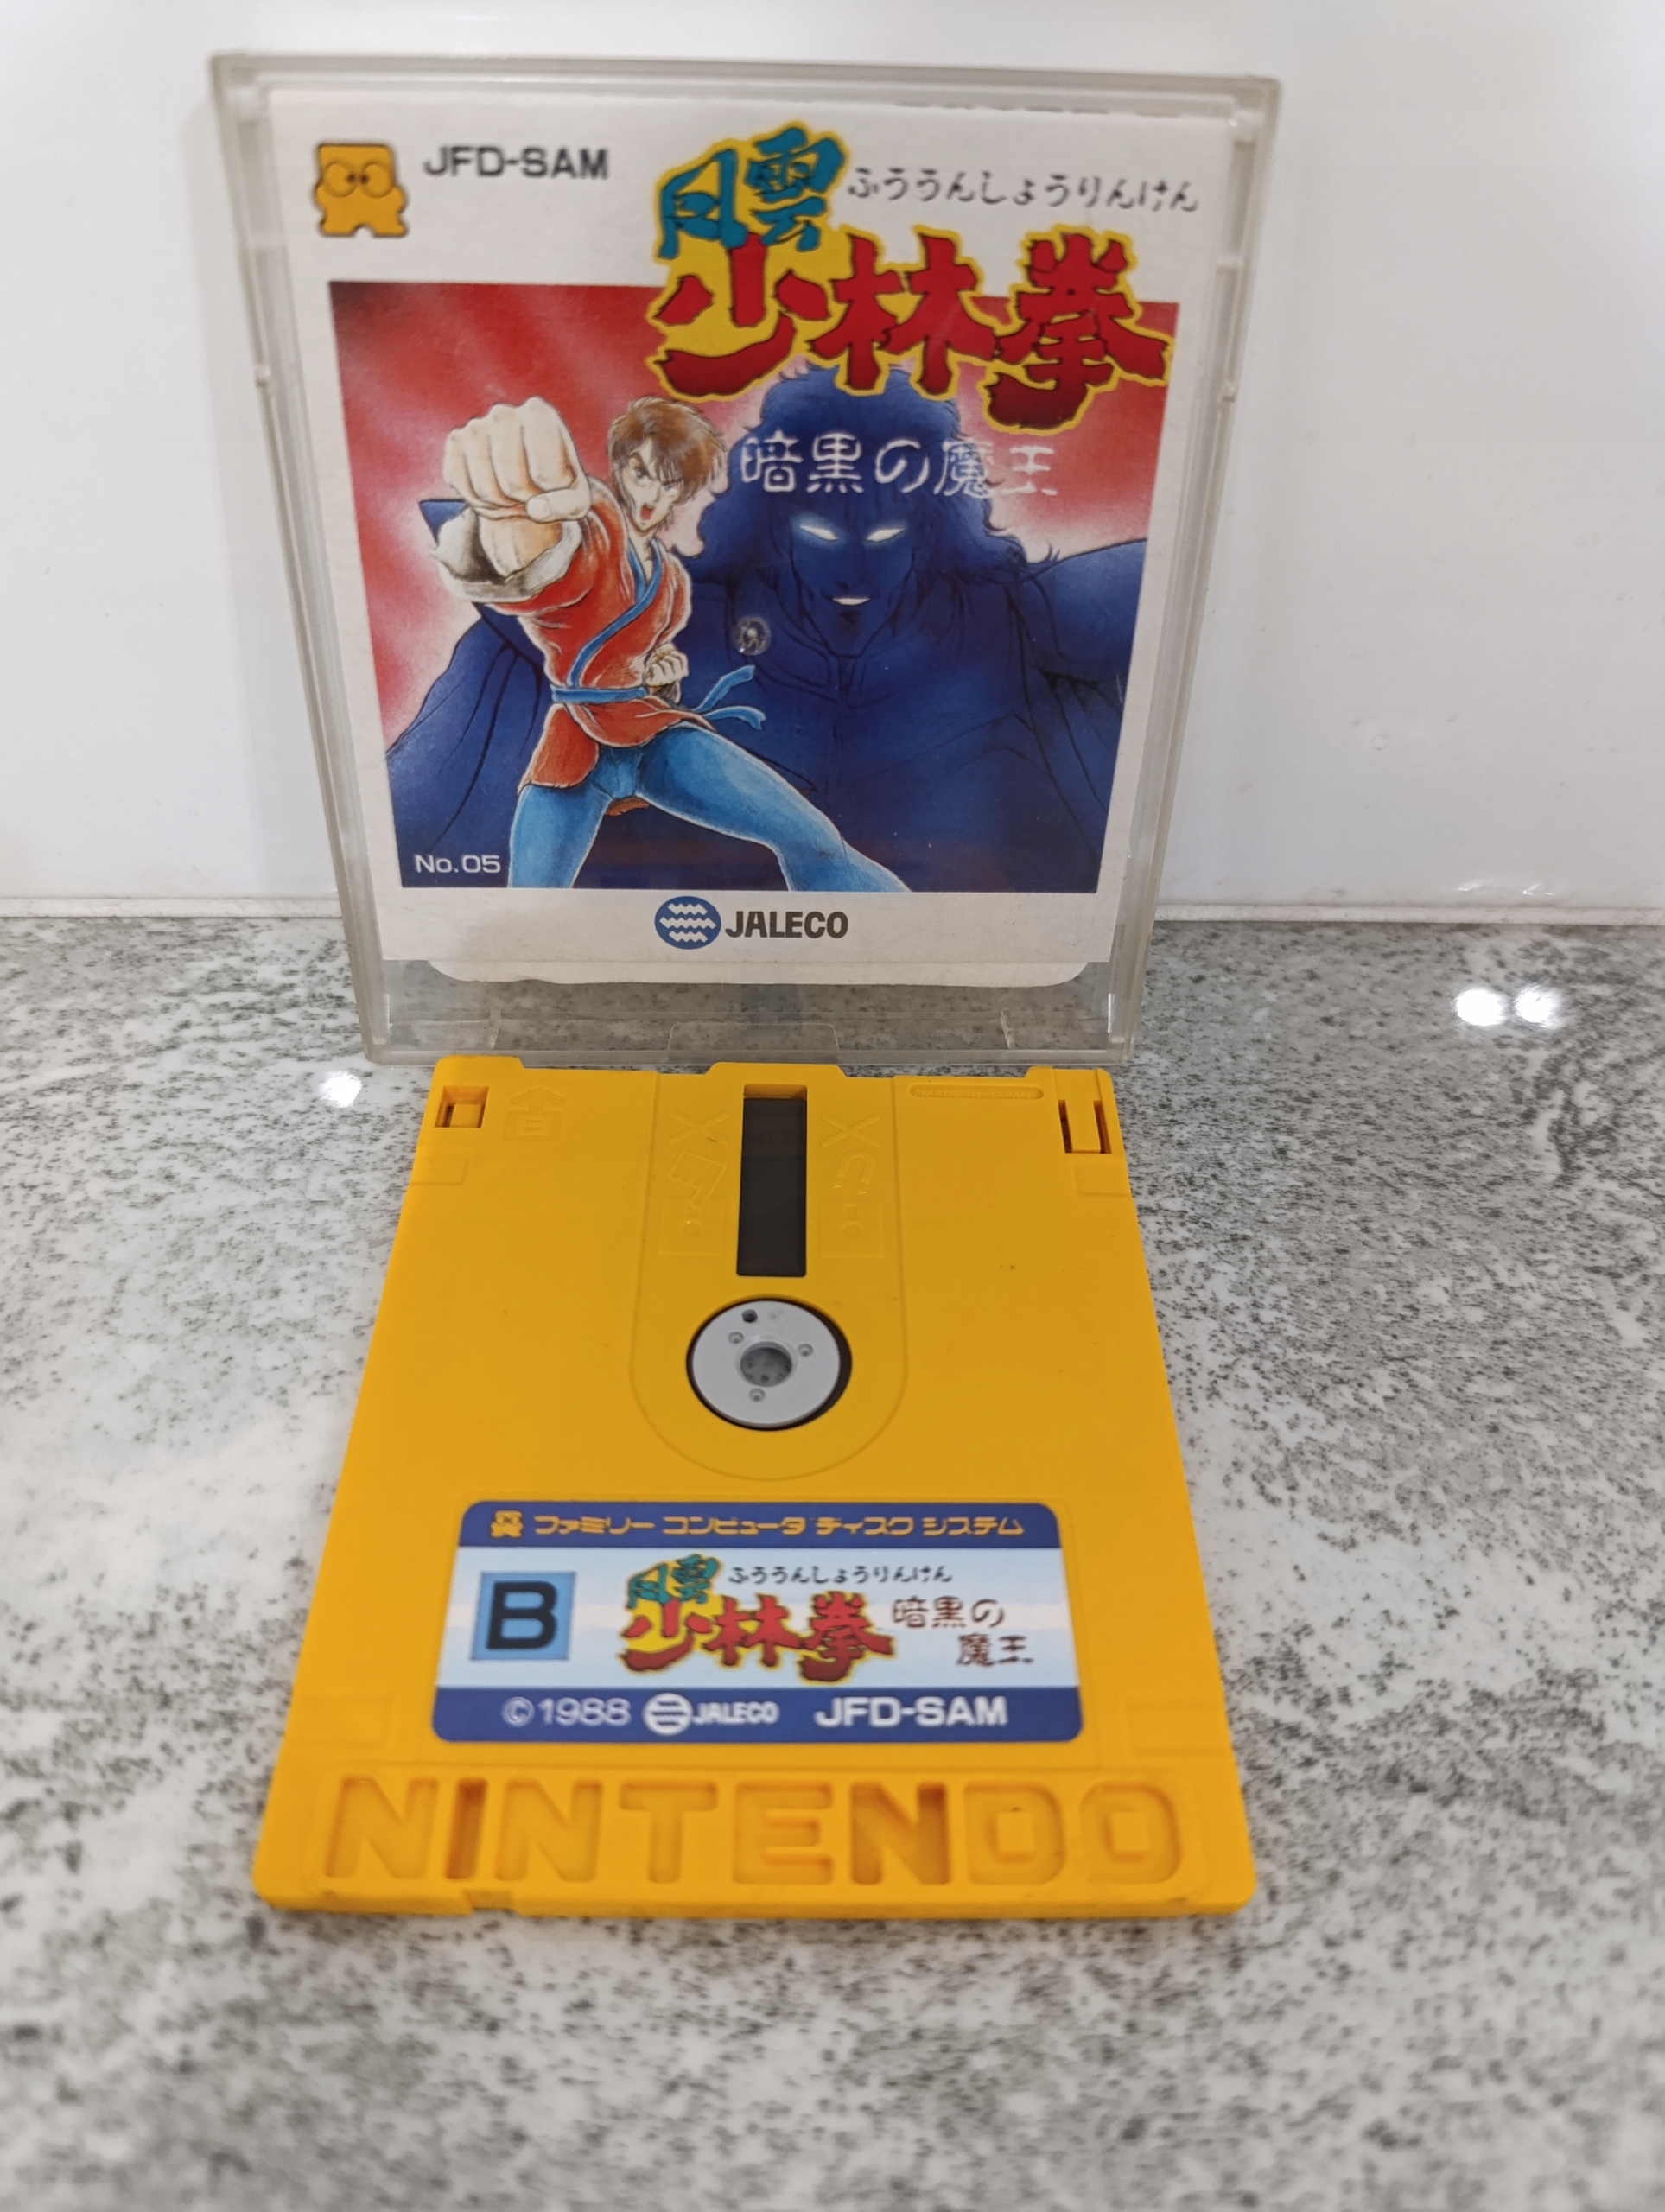 JFD-SAM
風雲 ふううんしょうりんけん
少林拳
暗黒の魔王
No.05
JALECO
ファミリー コンピュータ ディスク システム
B
風雲 ふううんしょうりんけん
少林拳 暗黒の
魔王
©1988 JALECO JFD-SAM
NINTENDO